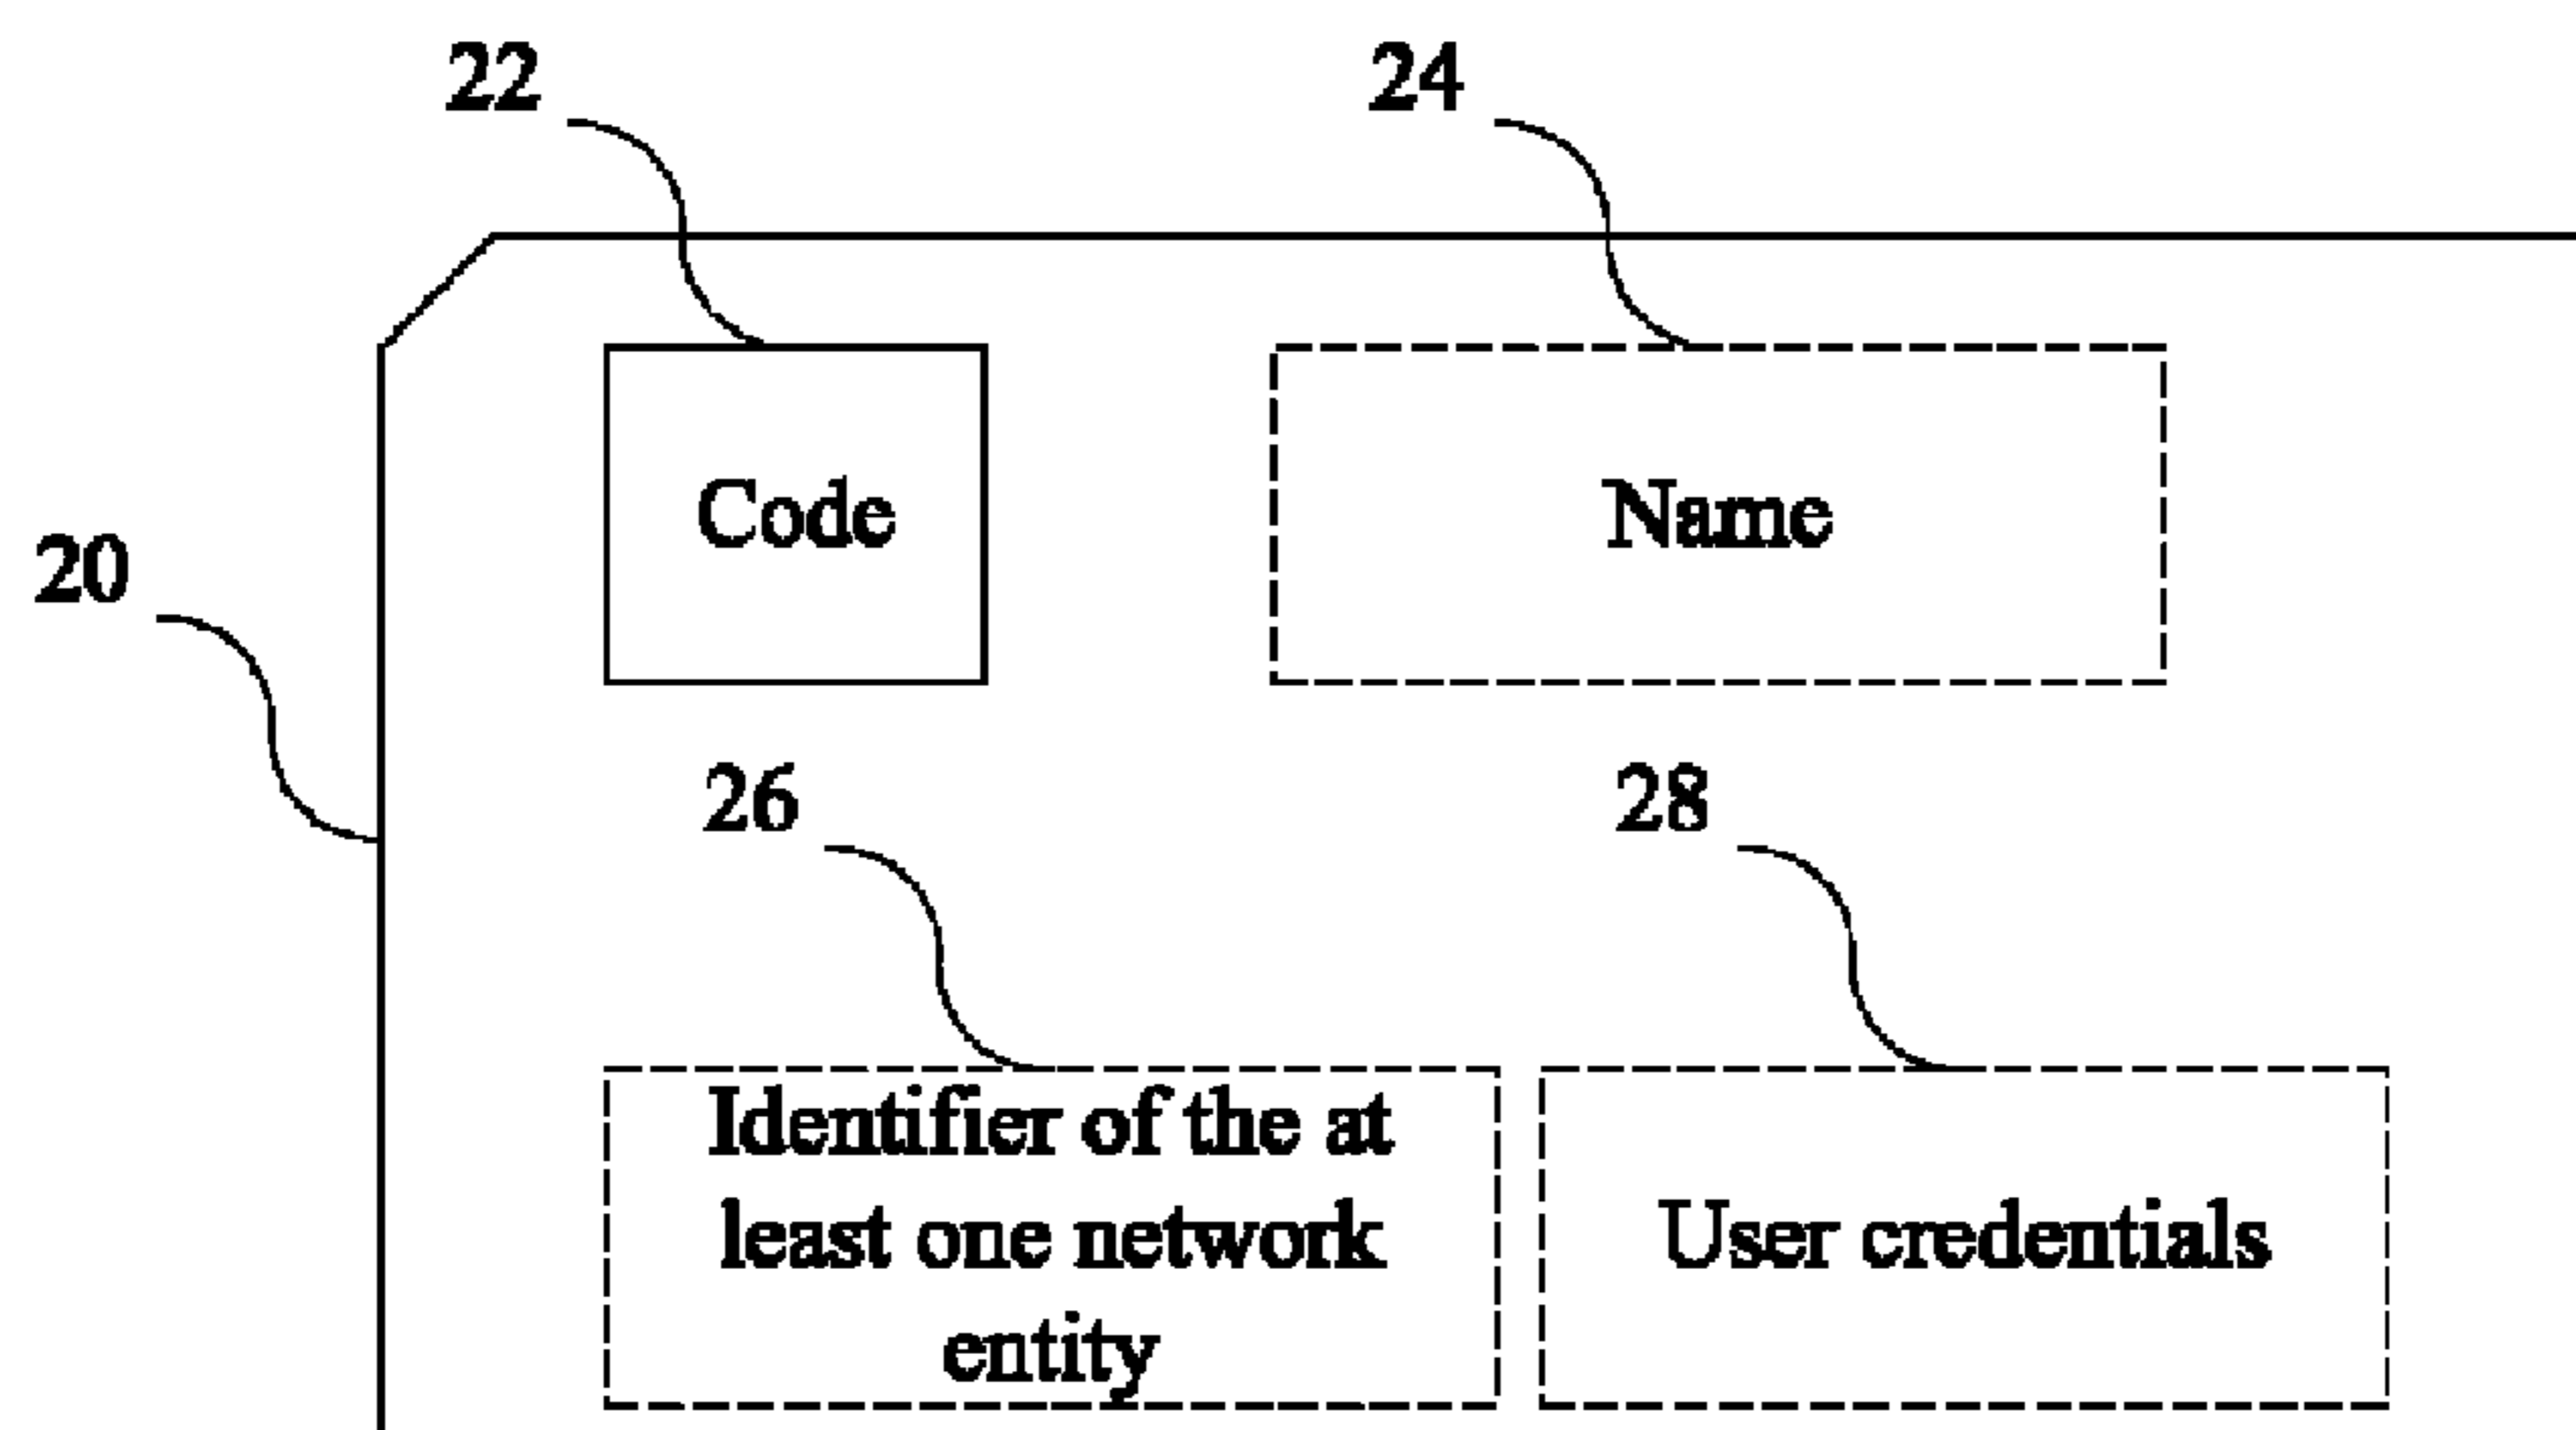 22
24
Code
Name
20
26
28
Identifier of the at
least one network
entity
User credentials